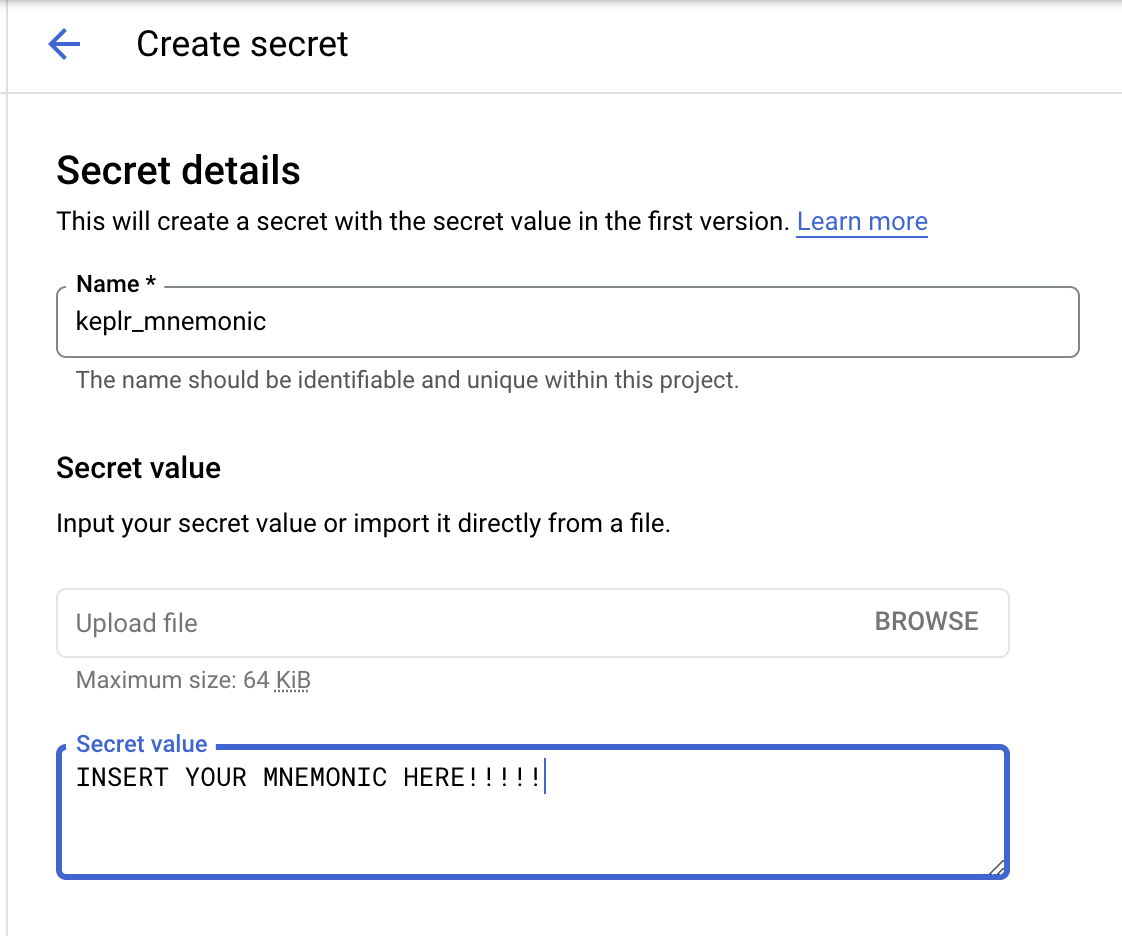 Create secret
Secret details
This will create a secret with the secret value in the first version. Learn more
Name *
keplr_mnemonic
The name should be identifiable and unique within this project.
Secret value
Input your secret value or import it directly from a file.
Upload file BROWSE
Maximum size: 64 KiB
Secret value
INSERT YOUR MNEMONIC HERE!!!!!